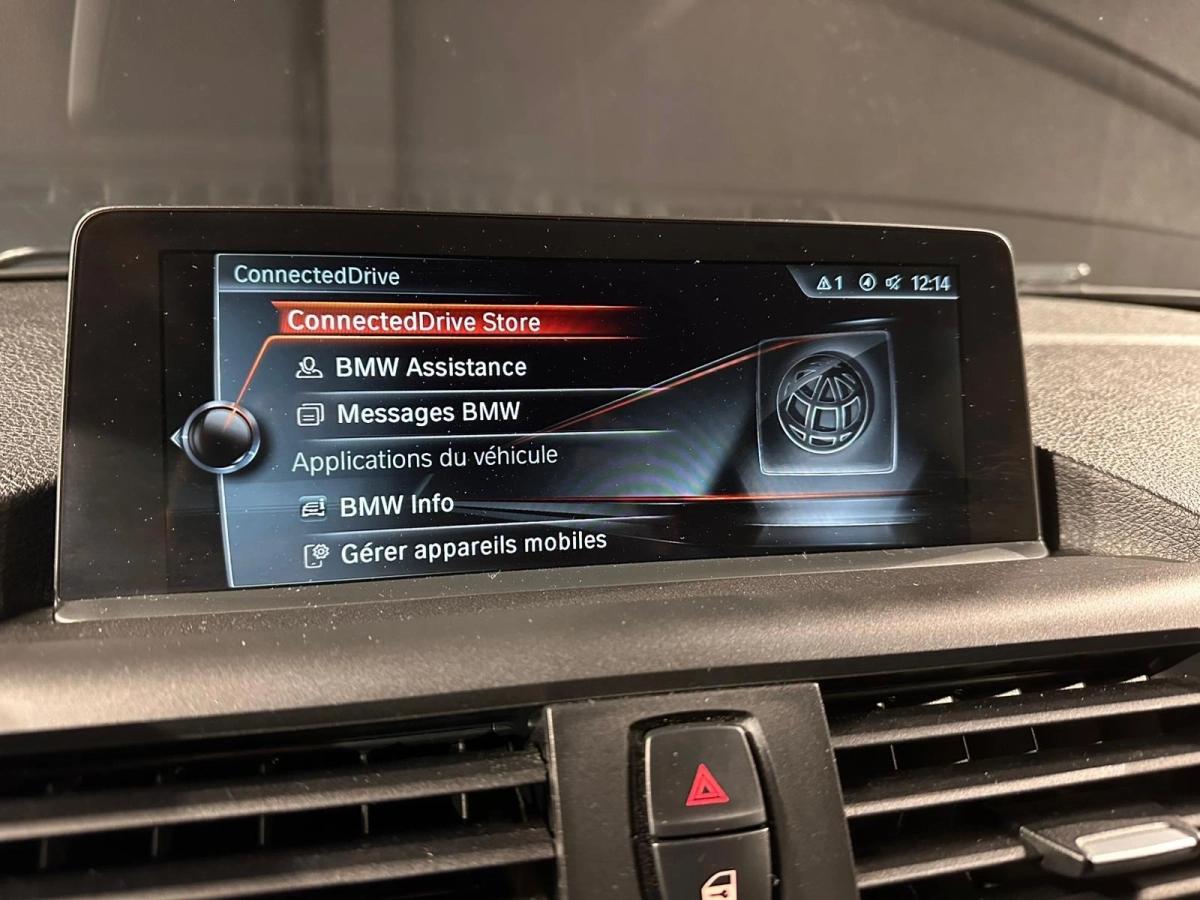 ConnectedDrive
1 12:14
ConnectedDrive Store
BMW Assistance
Messages BMW
Applications du véhicule
BMW Info
Gérer appareils mobiles